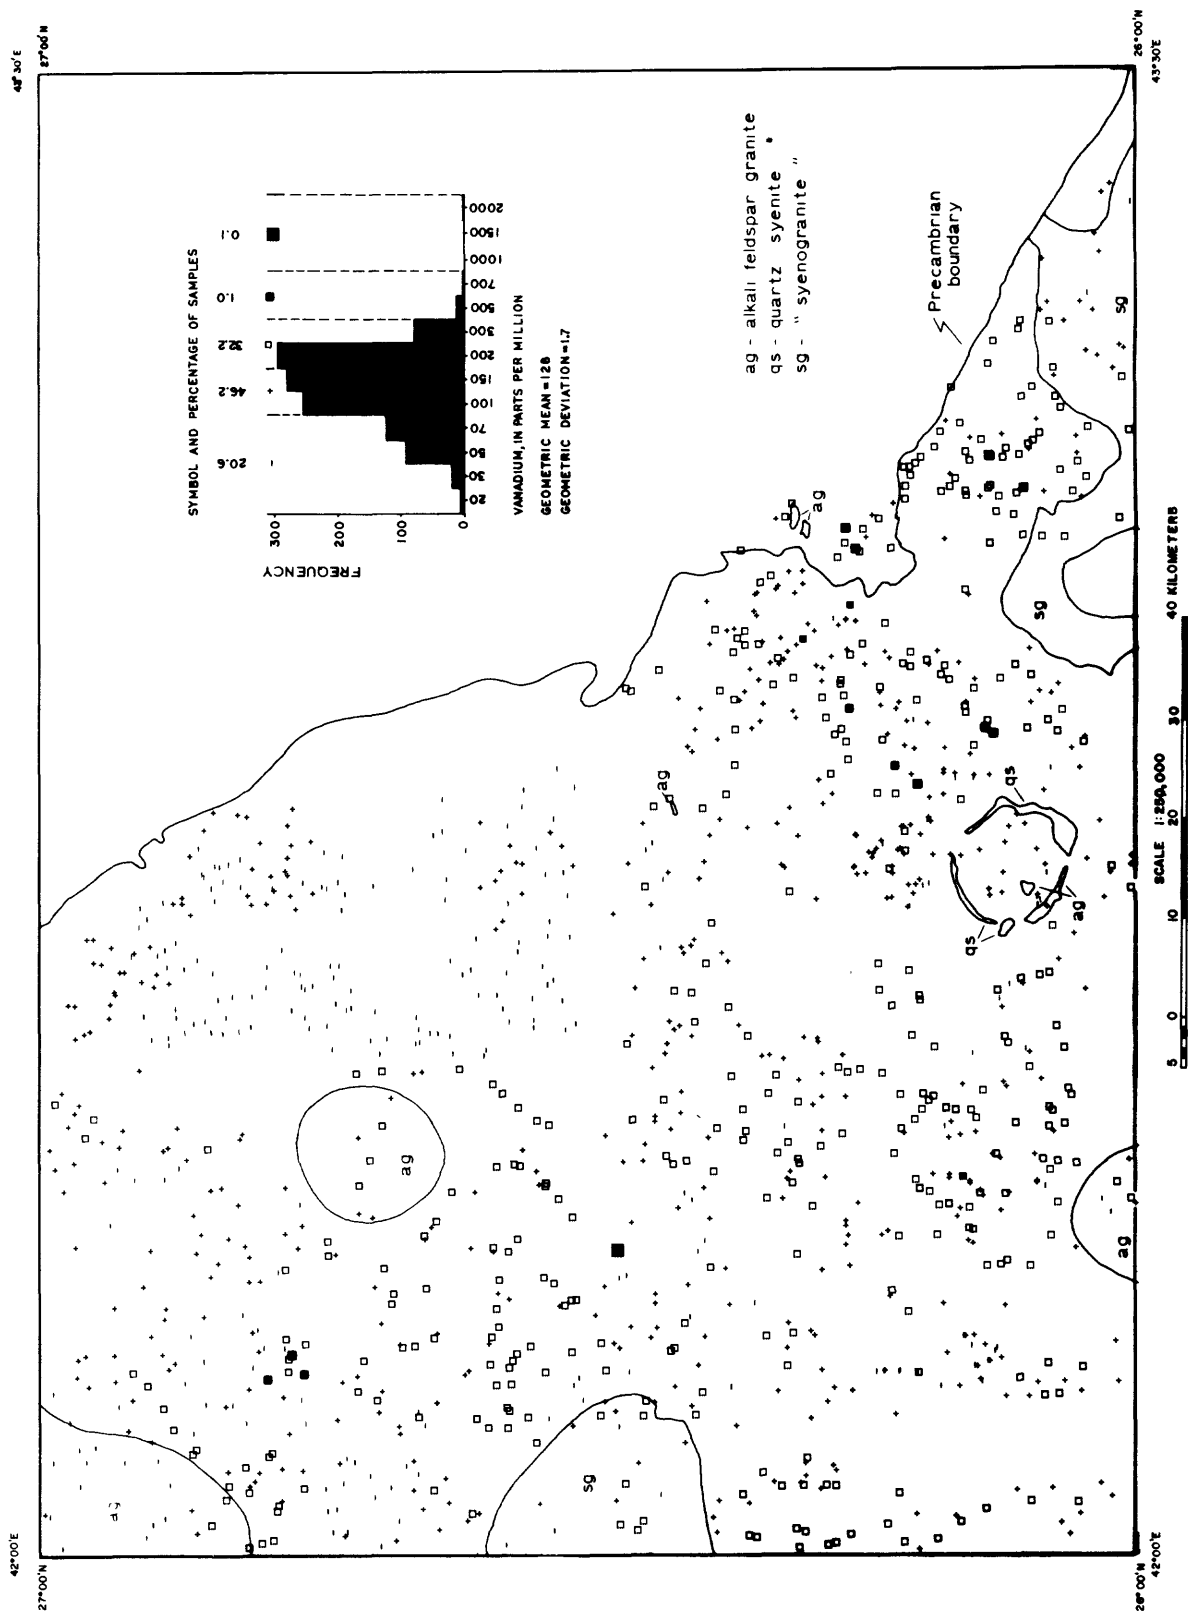 42°30'E
27°00'N
26°00'N
43°30'E
SYMBOL AND PERCENTAGE OF SAMPLES
20.6
46.2
32.2
1.0
0.1
FREQUENCY
300
200
100
0
20
30
50
70
100
150
200
300
500
700
1000
1500
2000
VANADIUM, IN PARTS PER MILLION
GEOMETRIC MEAN=128
GEOMETRIC DEVIATION=1.7
ag - alkali feldspar granite
qs - quartz syenite "
sg - " syenogranite "
Precambrian
boundary
ag
ag
ag
ag
sg
sg
sg
qs
qs
ag
ag
42°00'E
27°00'N
26°00'N
42°00'E
SCALE 1:250,000
5
0
10
20
30
40 KILOMETERS